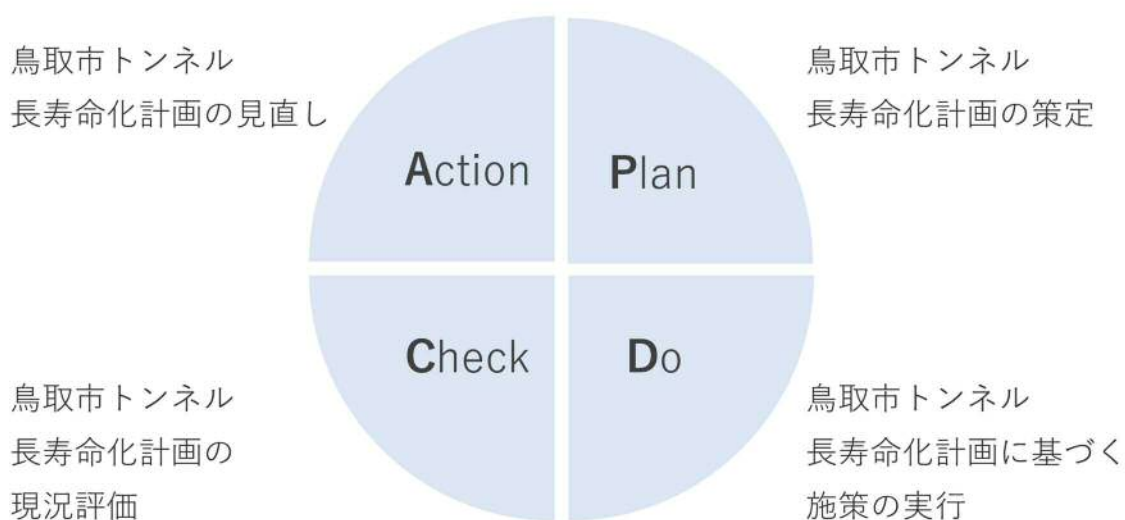 鳥取市トンネル
長寿命化計画の見直し
Action
Plan
鳥取市トンネル
長寿命化計画の策定
Check
Do
鳥取市トンネル
長寿命化計画の
現況評価
鳥取市トンネル
長寿命化計画に基づく
施策の実行